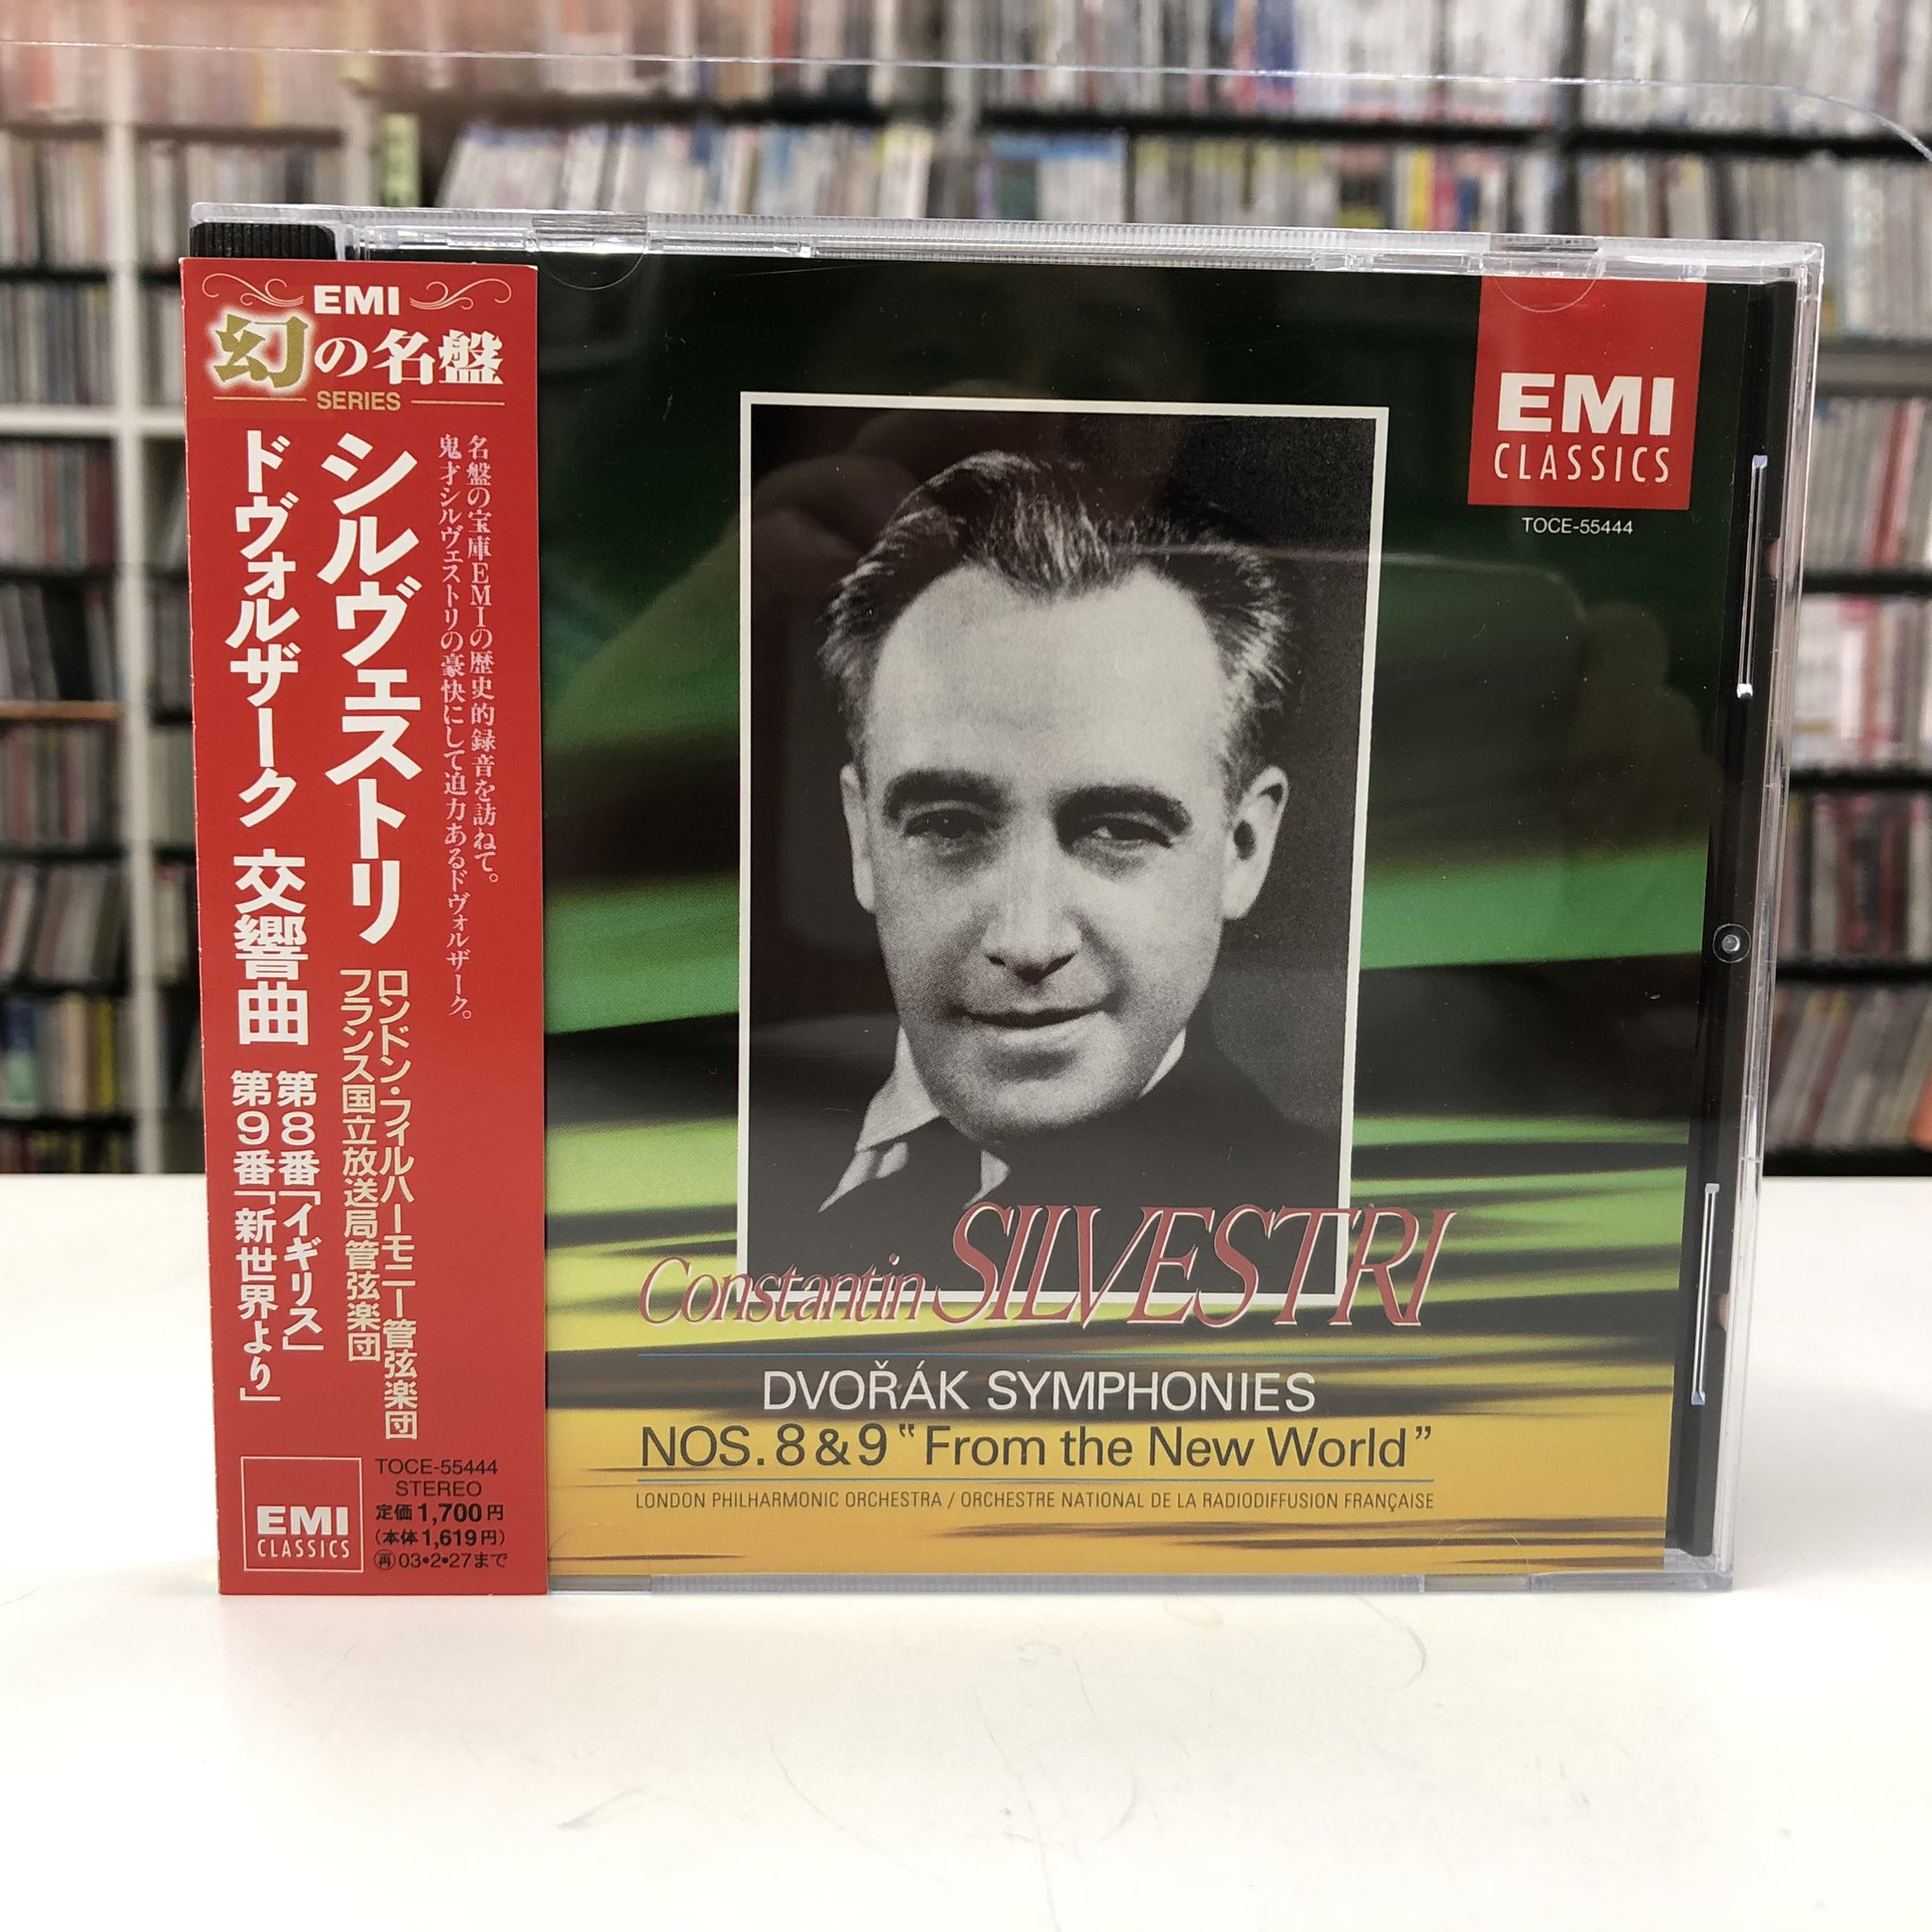 EMI
幻の名盤
SERIES
名盤の宝庫EMIの歴史的録音を訪ねて。
鬼才シルヴェストリの豪快にして迫力あるドヴォルザーク。
シルヴェストリ
ロンドン・フィルハーモニー管弦楽団
フランス国立放送局管弦楽団
ドヴォルザーク 交響曲
第8番「イギリス」
第9番「新世界より」
EMI
CLASSICS
TOCE-55444
STEREO
定価1,700円
(本体1,619円)
再03•2•27まで
EMI
CLASSICS
TOCE-55444
Constantin SILVESTRI
DVOŘÁK SYMPHONIES
NOS. 8 & 9 “From the New World”
LONDON PHILHARMONIC ORCHESTRA / ORCHESTRE NATIONAL DE LA RADIODIFFUSION FRANÇAISE